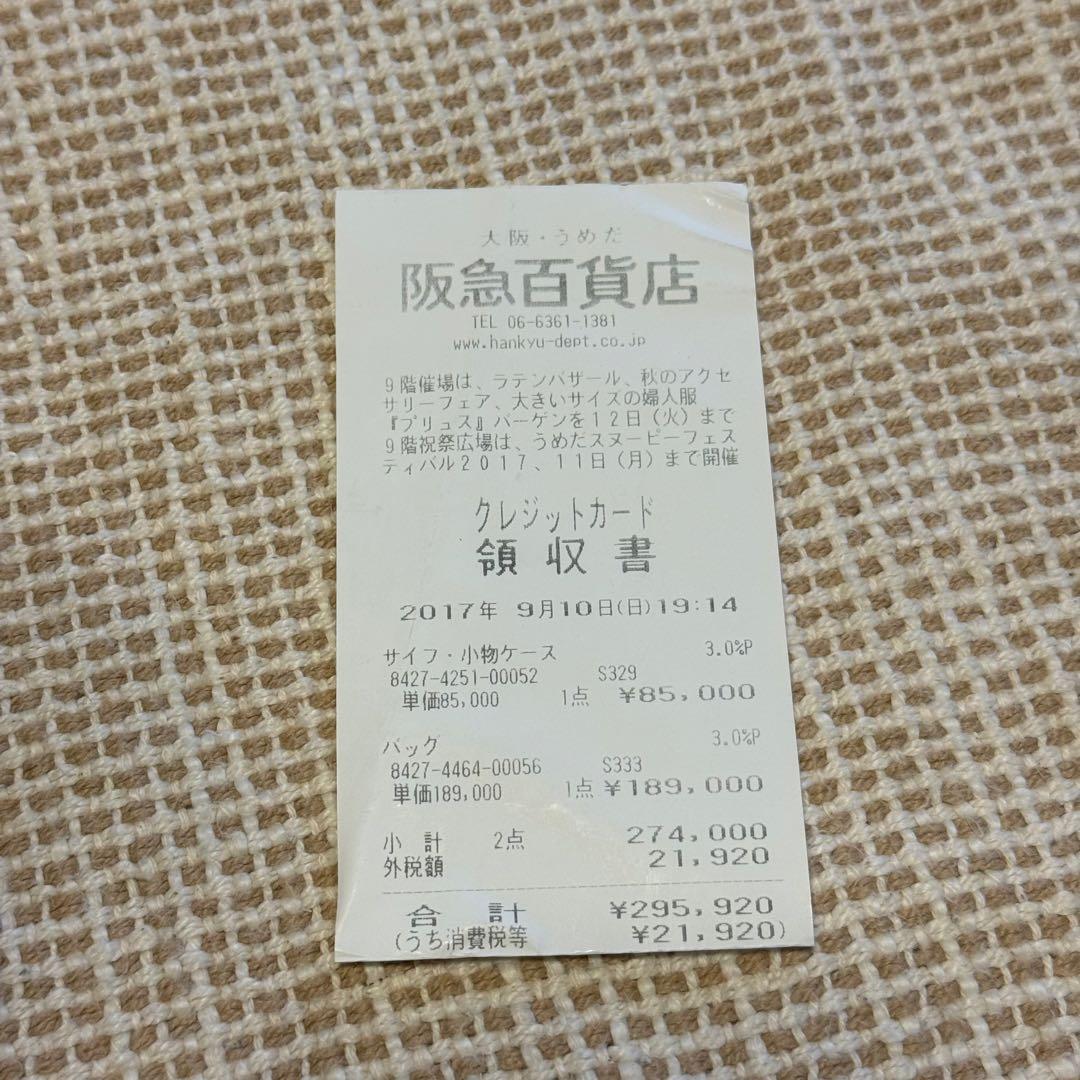 大阪・うめだ
阪急百貨店
TEL 06-6361-1381
www.hankyu-dept.co.jp
9階催場は、ラテンバザール、秋のアクセ
サリーフェア、大きいサイズの婦人服
『プリュス』バーゲンを12日(火)まで
9階祝祭広場は、うめだスヌーピーフェス
ティバル2017、11日(月)まで開催
クレジットカード
領収書
2017年 9月10日(日)19:14
サイフ・小物ケース 3.0%P
8427-4251-00052 S329
単価85,000 1点 ¥85,000
バッグ 3.0%P
8427-4464-00056 S333
単価189,000 1点 ¥189,000
小計 2点 274,000
外税額 21,920
合計 ¥295,920
(うち消費税等 ¥21,920)